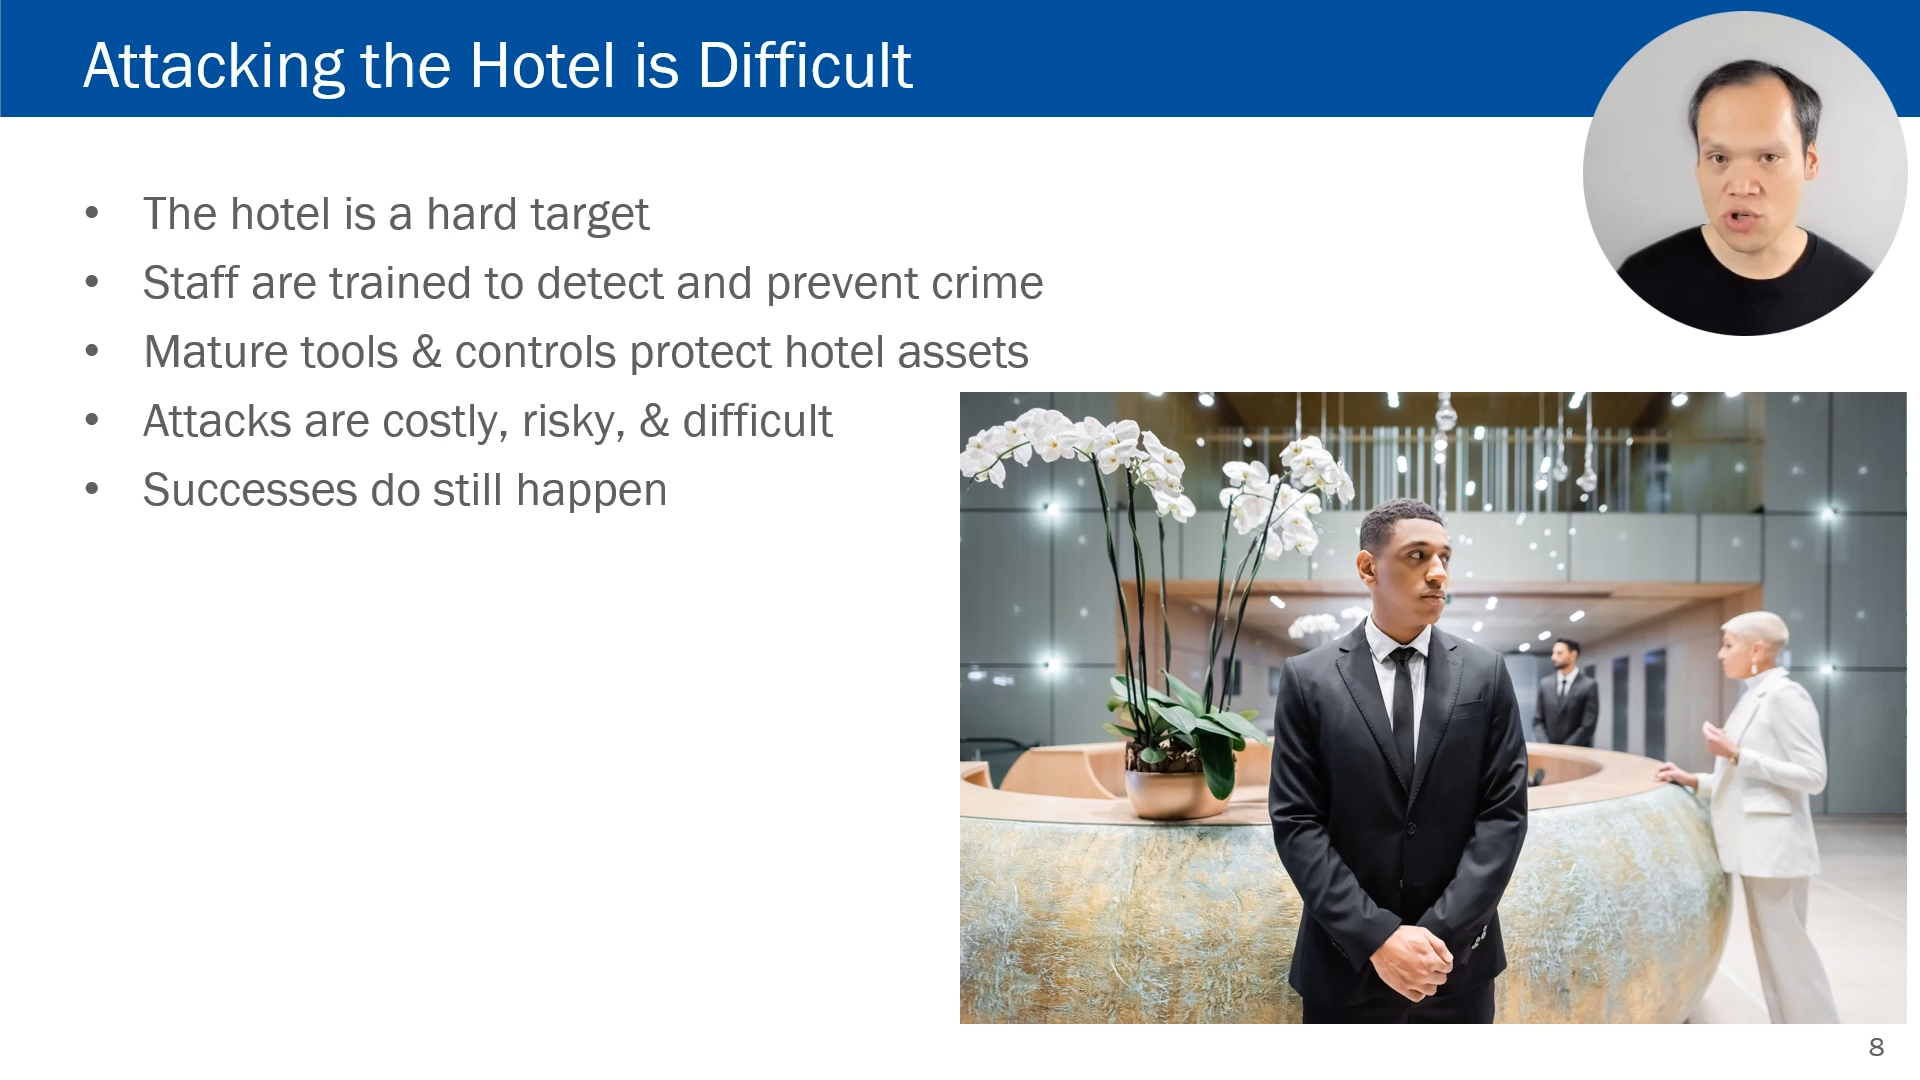 Attacking the Hotel is Difficult
• The hotel is a hard target
• Staff are trained to detect and prevent crime
• Mature tools & controls protect hotel assets
• Attacks are costly, risky, & difficult
• Successes do still happen
8